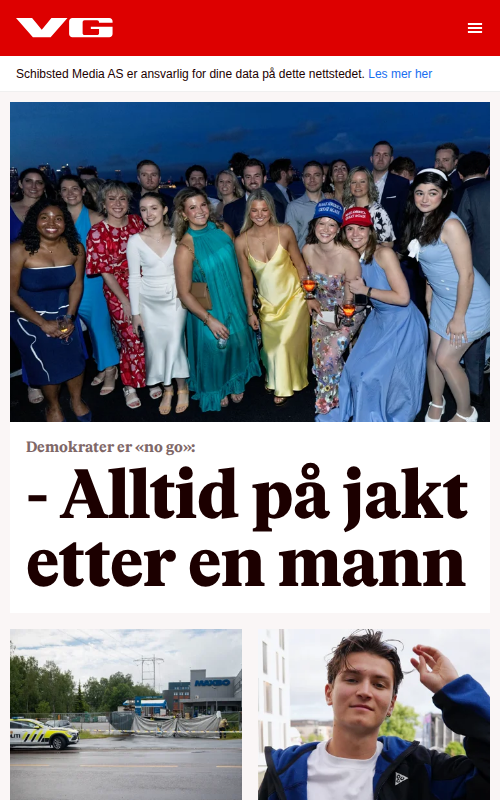 VG
Schibsted Media AS er ansvarlig for dine data på dette nettstedet. Les mer her
Demokrater er «no go»:
- Alltid på jakt
etter en mann
MAXBO